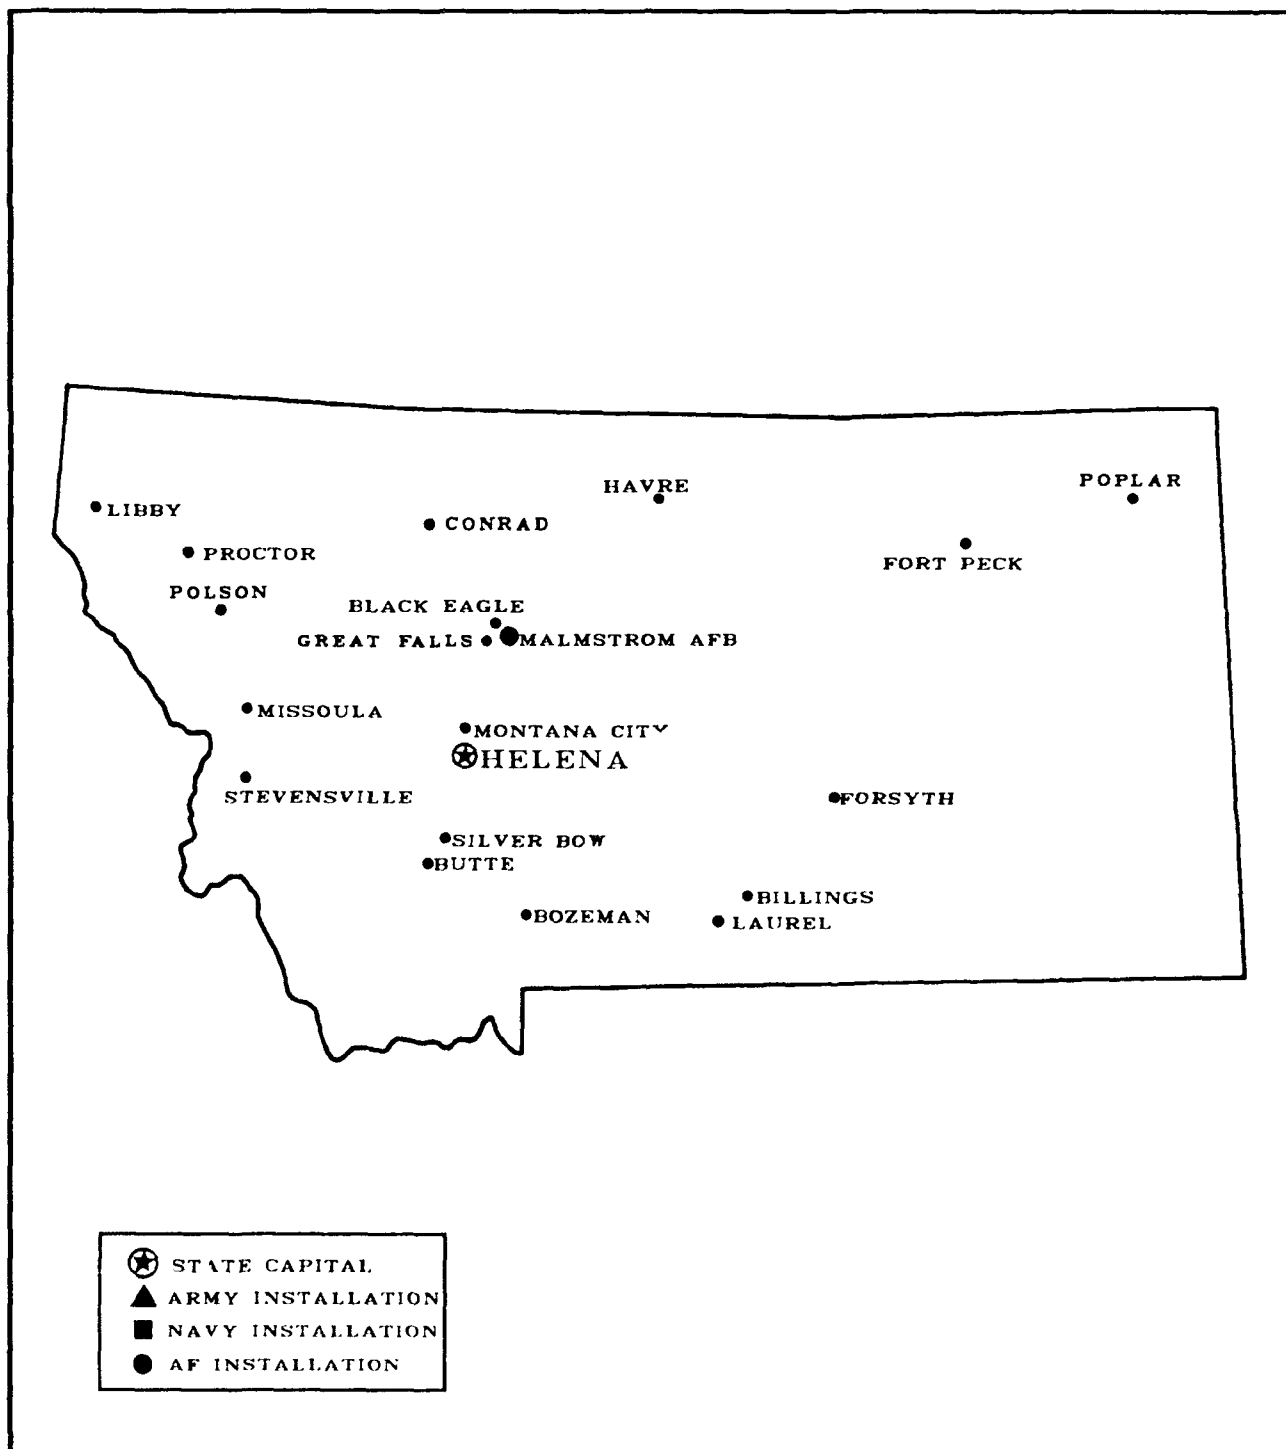 HAVRE
POPLAR
LIBBY
CONRAD
PROCTOR
FORT PECK
POLSON
BLACK EAGLE
GREAT FALLS
MALMSTROM AFB
MISSOULA
MONTANA CITY
HELENA
STEVENSVILLE
FORSYTH
SILVER BOW
BUTTE
BILLINGS
BOZEMAN
LAUREL
STATE CAPITAL
ARMY INSTALLATION
NAVY INSTALLATION
AF INSTALLATION